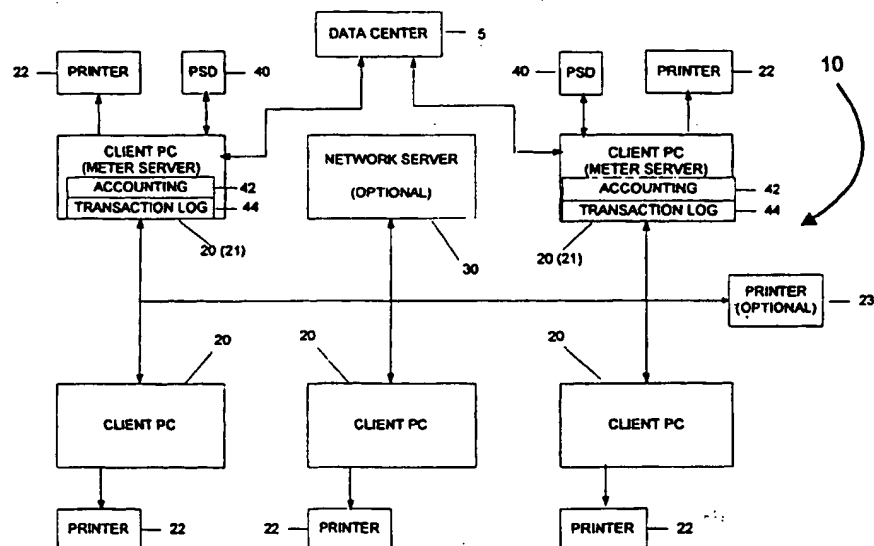 DATA CENTER 5
22 PRINTER PSD 40
40 PSD PRINTER 22
10
CLIENT PC
(METER SERVER)
ACCOUNTING 42
TRANSACTION LOG 44
20 (21)
NETWORK SERVER
(OPTIONAL)
30
CLIENT PC
(METER SERVER)
ACCOUNTING 42
TRANSACTION LOG 44
20 (21)
PRINTER
(OPTIONAL) 23
20
20
20
CLIENT PC
CLIENT PC
CLIENT PC
PRINTER 22
22 PRINTER
PRINTER 22